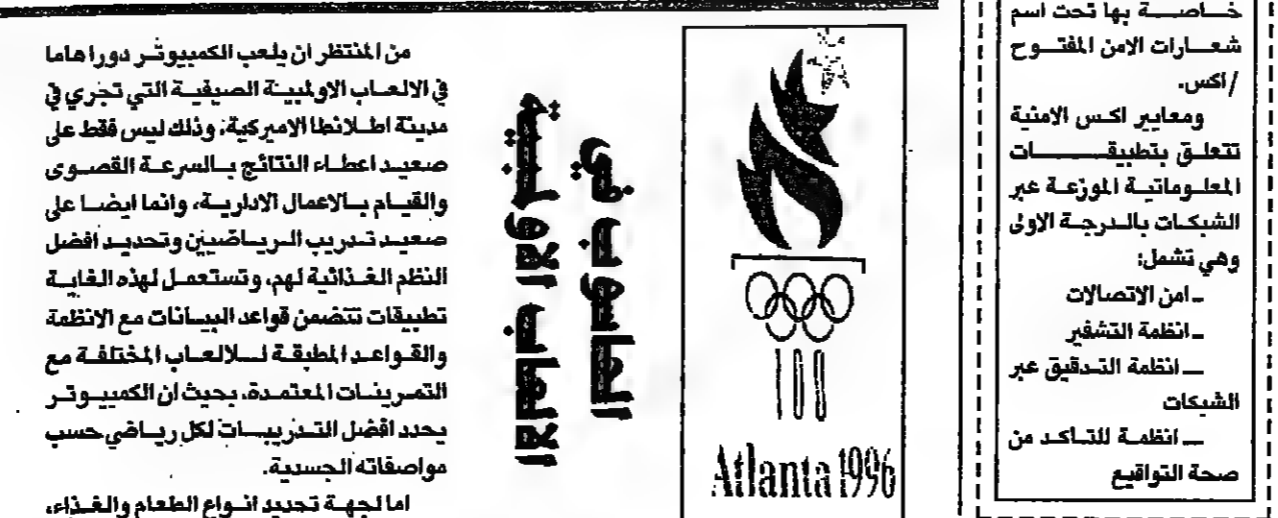 خاصة بها تحت اسم
شعارات الامن المفتوح
/اكس.
ومعايير اكس الامنية
تتعلق بتطبيقات
المعلوماتية الموزعة عبر
الشبكات بالدرجة الاولى
وهي تشمل:
ـ امن الاتصالات
ـ انظمة التشفير
ـ انظمة التدقيق عبر
الشبكات
ـ انظمة للتاكد من
صحة التواقيع
Atlanta 1996
الحاسوب في
الالعاب الاولمبية
من المنتظر ان يلعب الكمبيوتر دورا هاما
في الالعاب الاولمبية الصيفية التي تجري في
مدينة اطلانطا الاميركية، وذلك ليس فقط على
صعيد اعطاء النتائج بالسرعة القصوى
والقيام بالاعمال الادارية، وانما ايضا على
صعيد تدريب الرياضيين وتحديد افضل
النظم الغذائية لهم، وتستعمل لهذه الغاية
تطبيقات تتضمن قواعد البيانات مع الانظمة
والقواعد المطبقة للالعاب المختلفة مع
التمرينات المعتمدة، بحيث ان الكمبيوتر
يحدد افضل التدريبات لكل رياضي حسب
مواصفاته الجسدية.
اما لجهة تحديد انواع الطعام والغذاء،